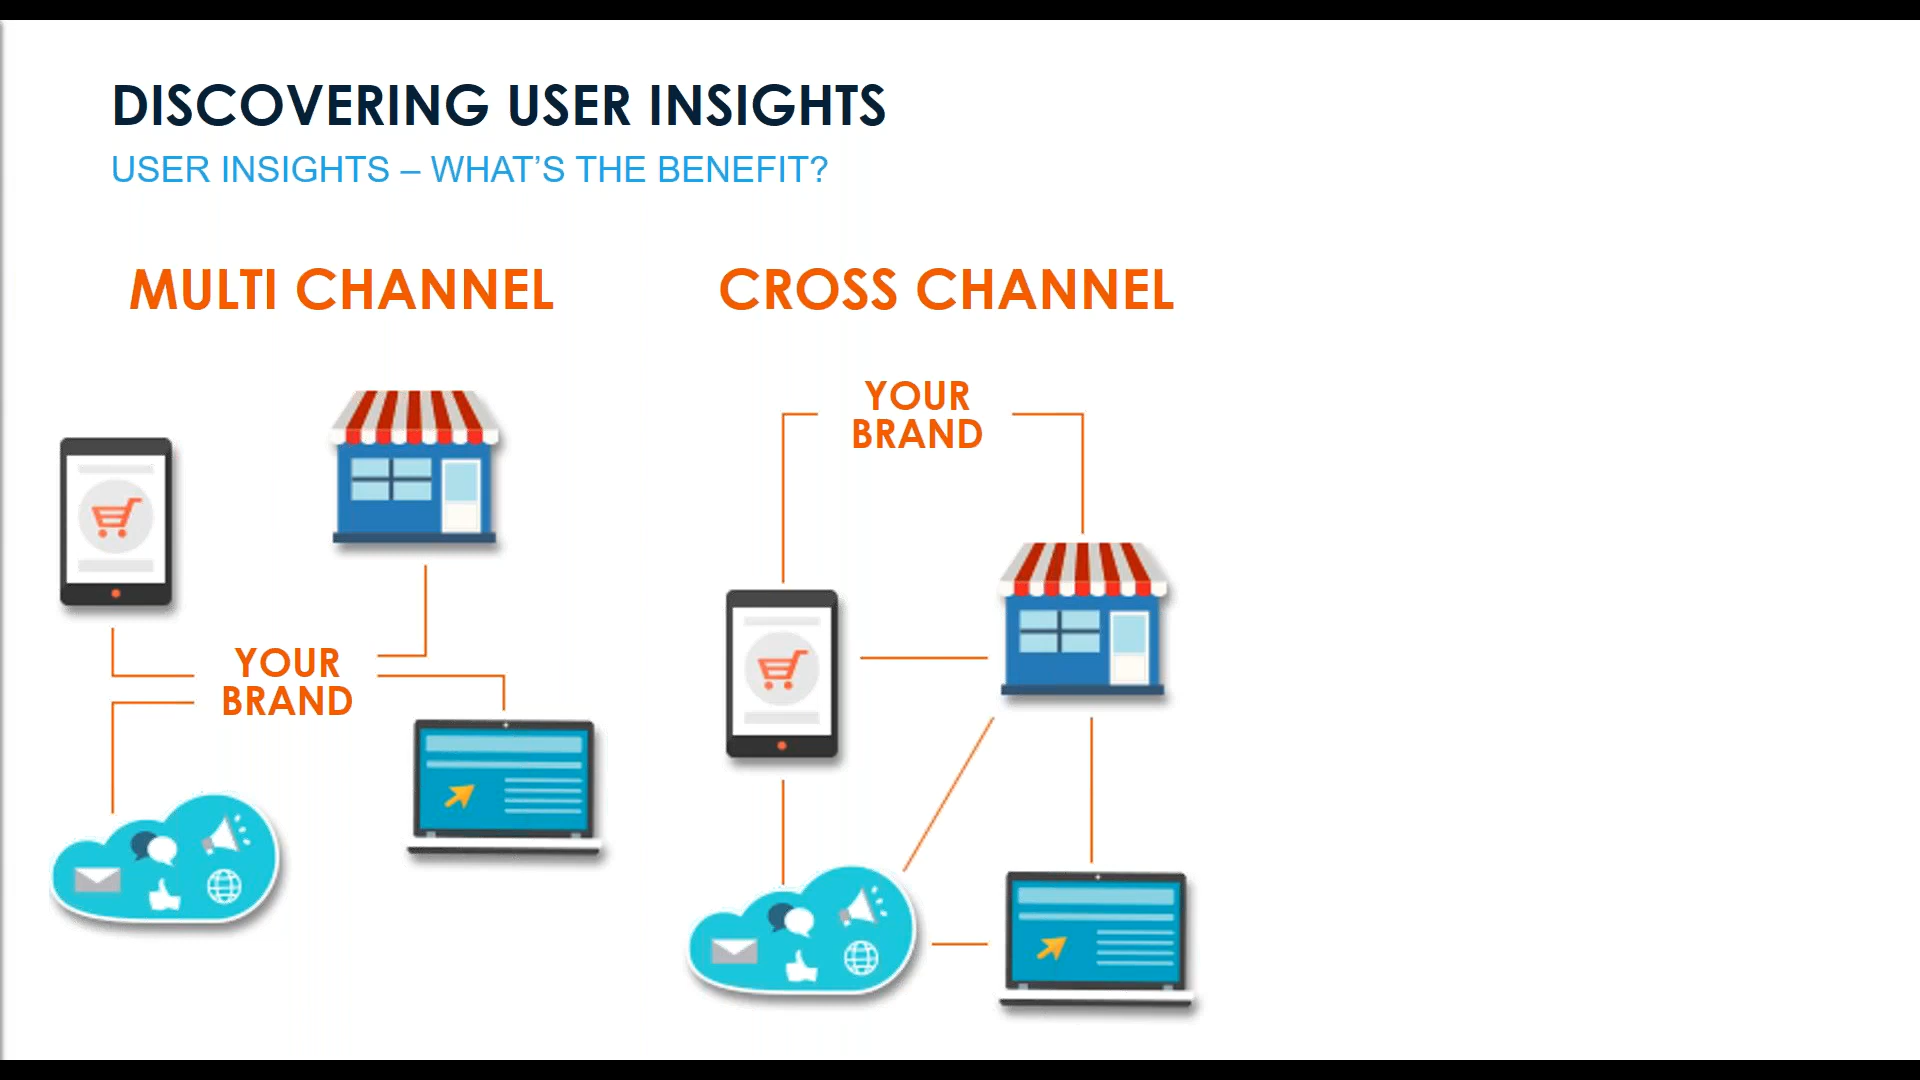 DISCOVERING USER INSIGHTS
USER INSIGHTS – WHAT’S THE BENEFIT?
MULTI CHANNEL
YOUR
BRAND
CROSS CHANNEL
YOUR
BRAND